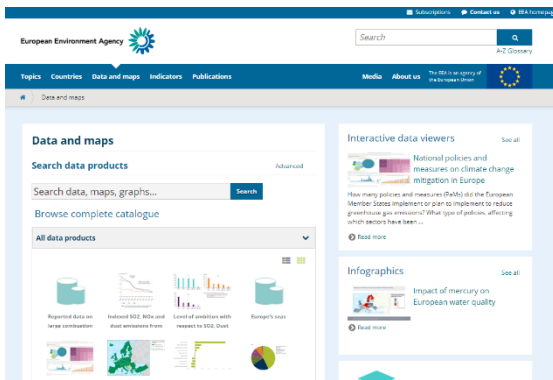 Subscriptions Contact us EEA homepag
European Environment Agency
Search
A-Z Glossary
Topics Countries Data and maps Indicators Publications Media About us The EEA is an agency of
the European Union
Data and maps
Data and maps
Search data products Advanced
Search data, maps, graphs... Search
Browse complete catalogue
All data products
Reported data on
large combustion
Indexed SO2, NOx and
dust emissions from
Level of ambition with
respect to SO2, Dust
Europe's seas
Interactive data viewers See all
National policies and
measures on climate change
mitigation in Europe
How many policies and measures (PaMs) did the European
Member States implement or plan to implement to reduce
greenhouse gas emissions? What type of policies, affecting
which sectors have been ...
Read more
Infographics See all
Impact of mercury on
European water quality
Read more